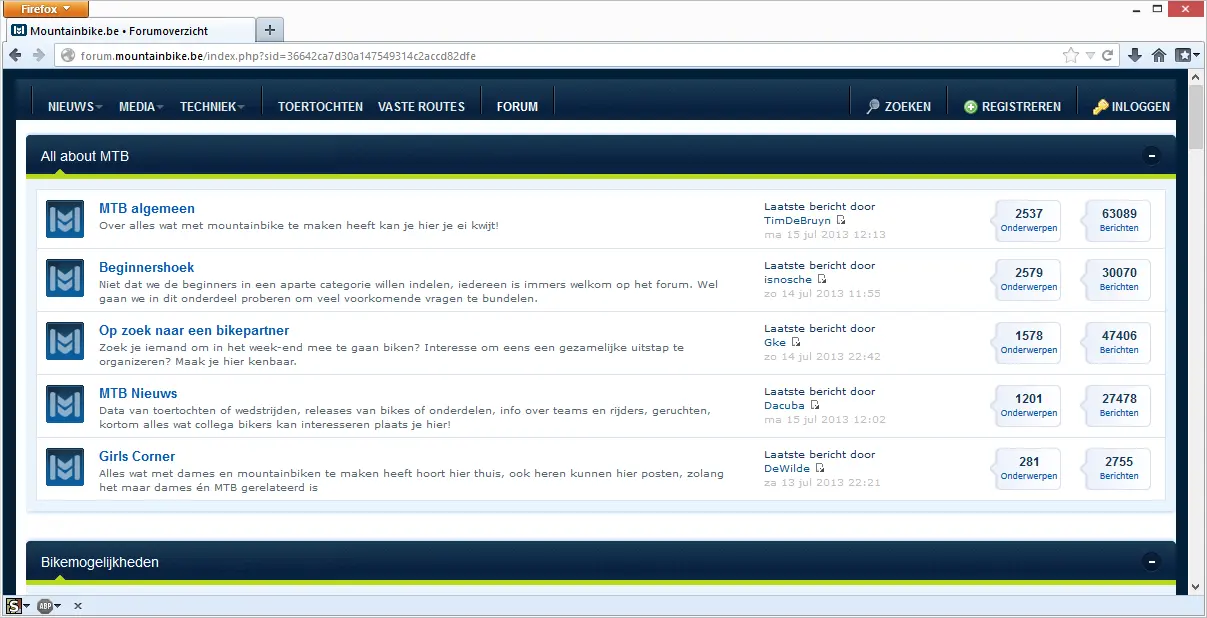 Firefox
Mountainbike.be • Forumoverzicht
forum.mountainbike.be/index.php?sid=36642ca7d30a147549314c2accd82dfe
NIEUWS MEDIA TECHNIEK TOERTOCHTEN VASTE ROUTES FORUM ZOEKEN REGISTREREN INLOGGEN
All about MTB
MTB algemeen
Over alles wat met mountainbike te maken heeft kan je hier je ei kwijt!
Laatste bericht door
TimDeBruyn
ma 15 jul 2013 12:13
2537
Onderwerpen
63089
Berichten
Beginnershoek
Niet dat we de beginners in een aparte categorie willen indelen, iedereen is immers welkom op het forum. Wel
gaan we in dit onderdeel proberen om veel voorkomende vragen te bundelen.
Laatste bericht door
isnosche
zo 14 jul 2013 11:55
2579
Onderwerpen
30070
Berichten
Op zoek naar een bikepartner
Zoek je iemand om in het week-end mee te gaan biken? Interesse om eens een gezamelijke uitstap te
organizeren? Maak je hier kenbaar.
Laatste bericht door
Gke
zo 14 jul 2013 22:42
1578
Onderwerpen
47406
Berichten
MTB Nieuws
Data van toertochten of wedstrijden, releases van bikes of onderdelen, info over teams en rijders, geruchten,
kortom alles wat collega bikers kan interesseren plaats je hier!
Laatste bericht door
Dacuba
ma 15 jul 2013 12:02
1201
Onderwerpen
27478
Berichten
Girls Corner
Alles wat met dames en mountainbiken te maken heeft hoort hier thuis, ook heren kunnen hier posten, zolang
het maar dames én MTB gerelateerd is
Laatste bericht door
DeWilde
za 13 jul 2013 22:21
281
Onderwerpen
2755
Berichten
Bikemogelijkheden
S ABP